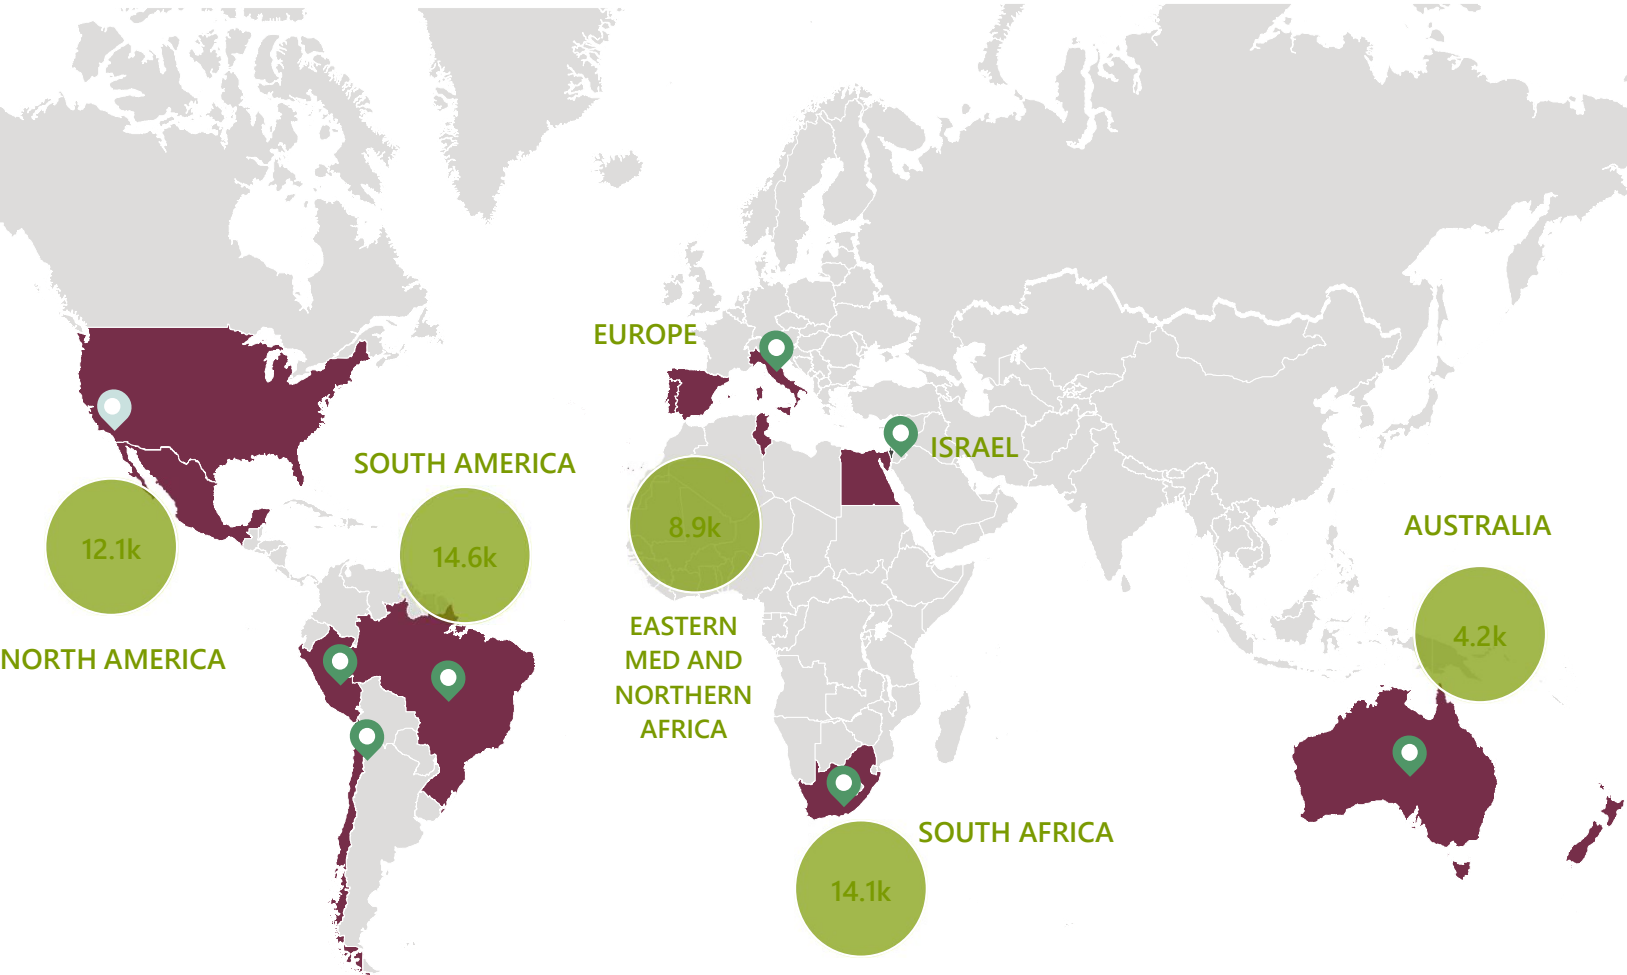 EUROPE
ISRAEL
SOUTH AMERICA
14.6k
12.1k
NORTH AMERICA
8.9k
EASTERN
MED AND
NORTHERN
AFRICA
AUSTRALIA
4.2k
SOUTH AFRICA
14.1k